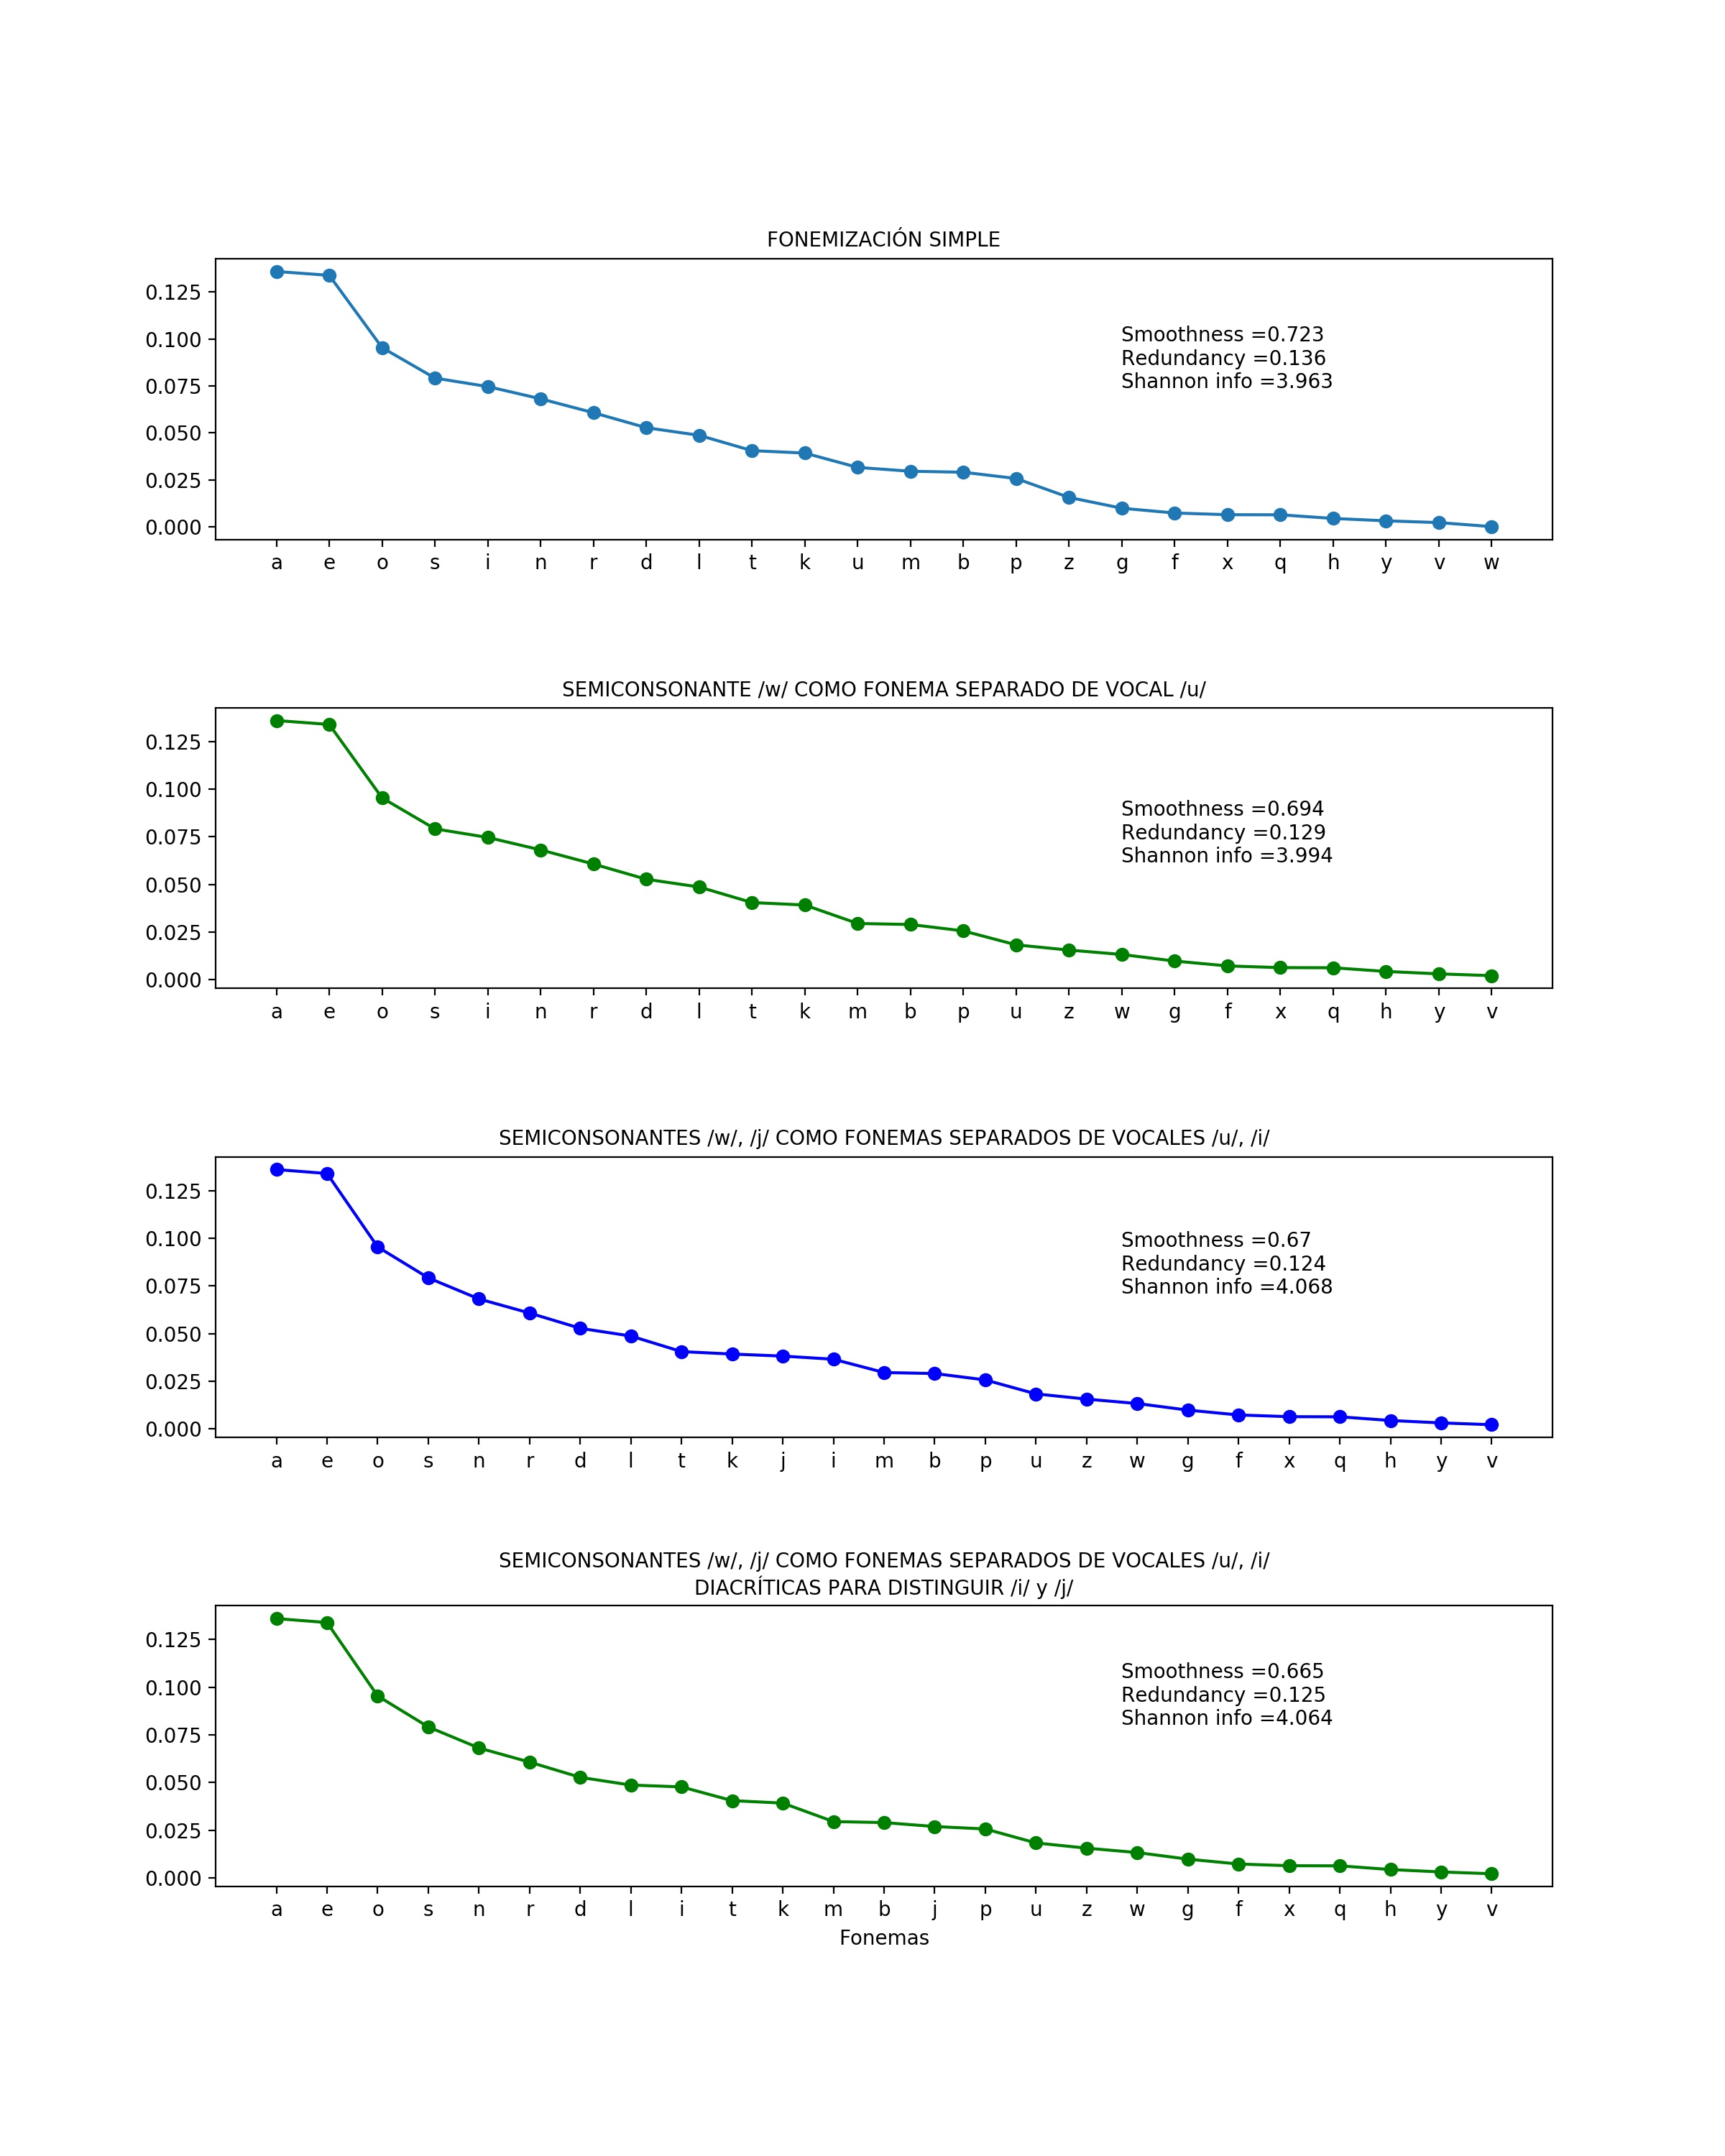 FONEMIZACIÓN SIMPLE
0.125
0.100
0.075
0.050
0.025
0.000
Smoothness =0.723
Redundancy =0.136
Shannon info =3.963
a e o s i n r d l t k u m b p z g f x q h y v w
SEMICONSONANTE /w/ COMO FONEMA SEPARADO DE VOCAL /u/
0.125
0.100
0.075
0.050
0.025
0.000
Smoothness =0.694
Redundancy =0.129
Shannon info =3.994
a e o s i n r d l t k m b p u z w g f x q h y v
SEMICONSONANTES /w/, /j/ COMO FONEMAS SEPARADOS DE VOCALES /u/, /i/
0.125
0.100
0.075
0.050
0.025
0.000
Smoothness =0.67
Redundancy =0.124
Shannon info =4.068
a e o s n r d l t k j i m b p u z w g f x q h y v
SEMICONSONANTES /w/, /j/ COMO FONEMAS SEPARADOS DE VOCALES /u/, /i/
DIACRÍTICAS PARA DISTINGUIR /i/ y /j/
0.125
0.100
0.075
0.050
0.025
0.000
Smoothness =0.665
Redundancy =0.125
Shannon info =4.064
a e o s n r d l i t k m b j p u z w g f x q h y v
Fonemas